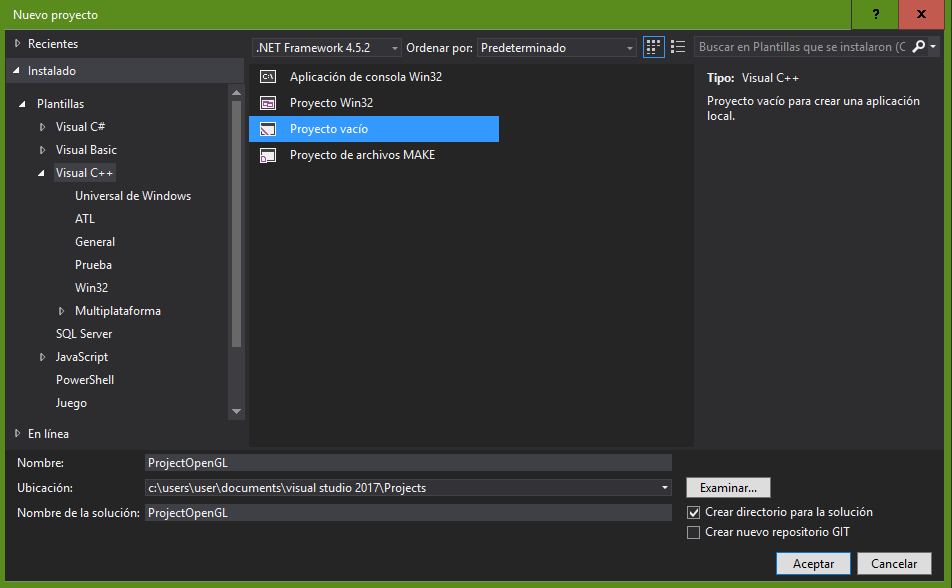 Nuevo proyecto
?
x
Recientes
Instalado
Plantillas
Visual C#
Visual Basic
Visual C++
Universal de Windows
ATL
General
Prueba
Win32
Multiplataforma
SQL Server
JavaScript
PowerShell
Juego
En línea
.NET Framework 4.5.2
Ordenar por:
Predeterminado
Buscar en Plantillas que se instalaron (C
Aplicación de consola Win32
Proyecto Win32
Proyecto vacío
Proyecto de archivos MAKE
Tipo: Visual C++
Proyecto vacío para crear una aplicación
local.
Nombre: ProjectOpenGL
Ubicación: c:\users\user\documents\visual studio 2017\Projects
Examinar...
Nombre de la solución: ProjectOpenGL
Crear directorio para la solución
Crear nuevo repositorio GIT
Aceptar
Cancelar